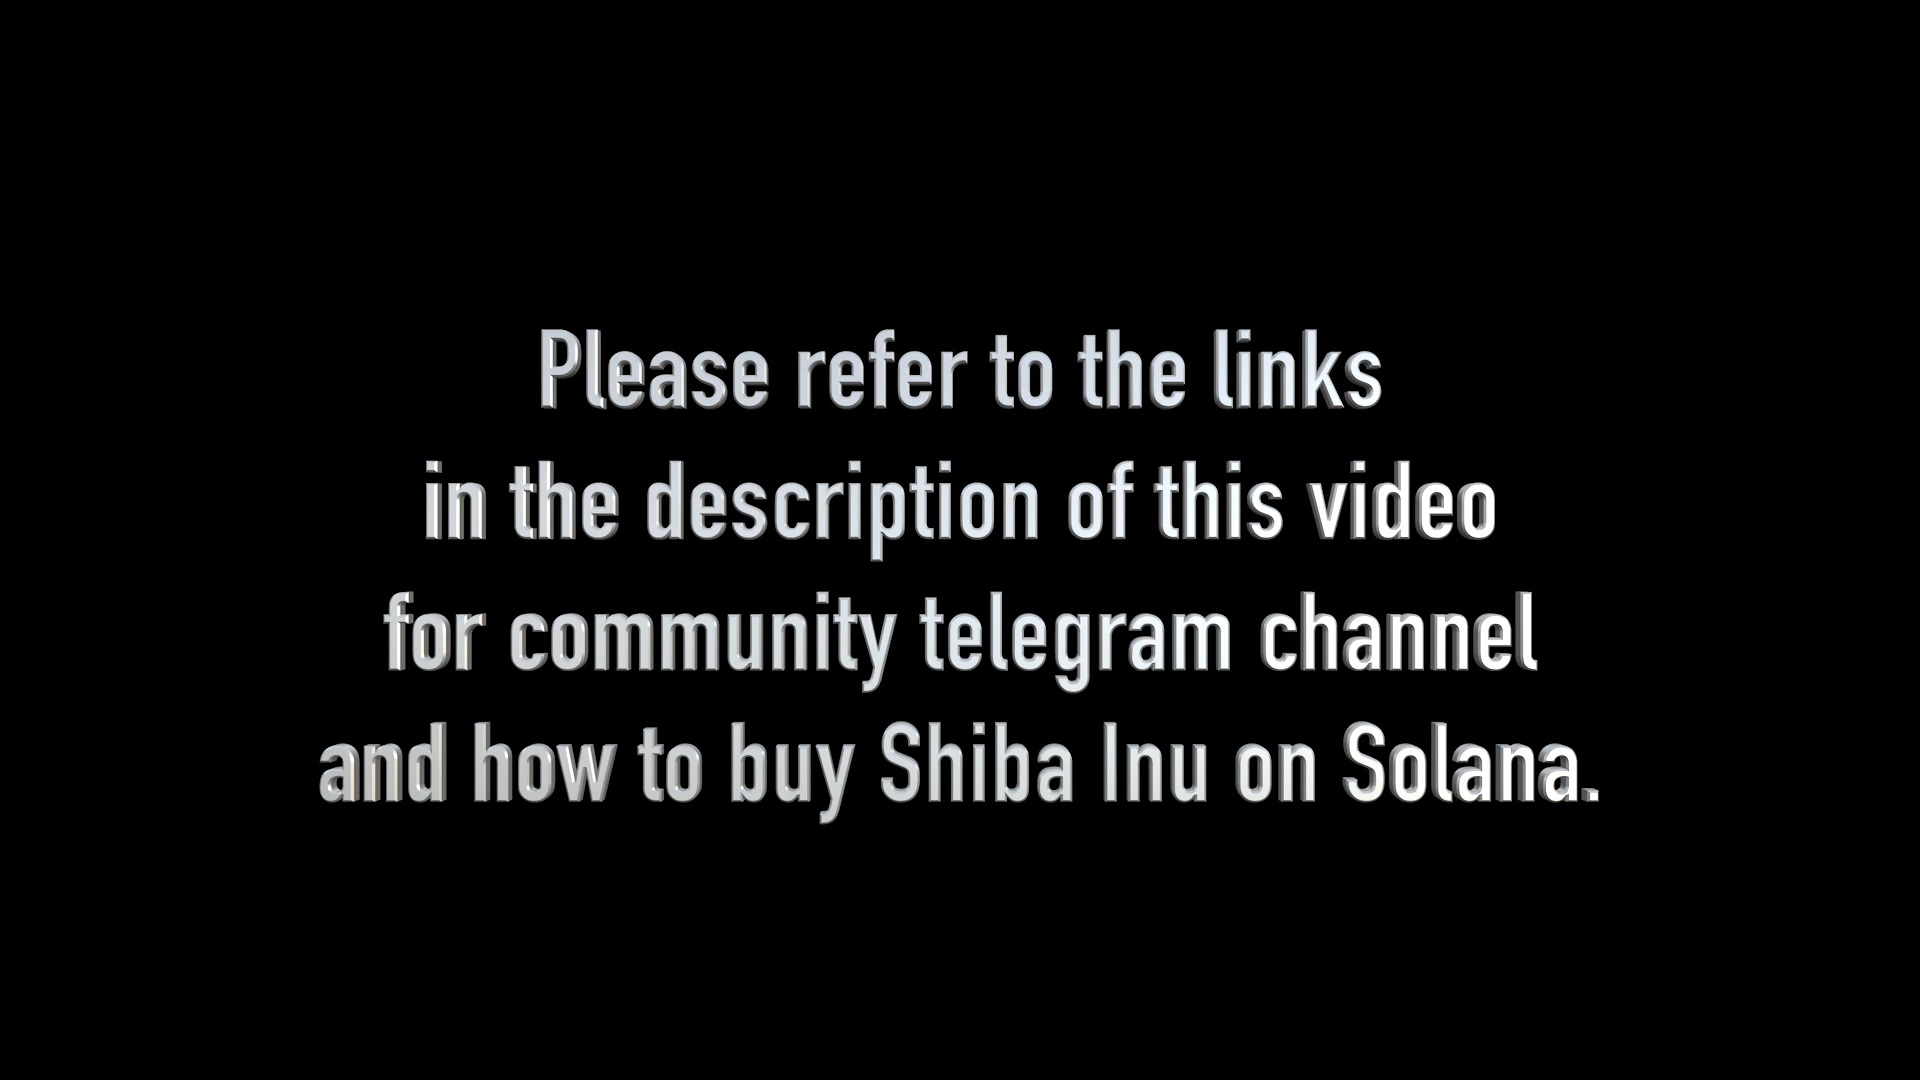 Please refer to the links
in the description of this video
for community telegram channel
and how to buy Shiba Inu on Solana.